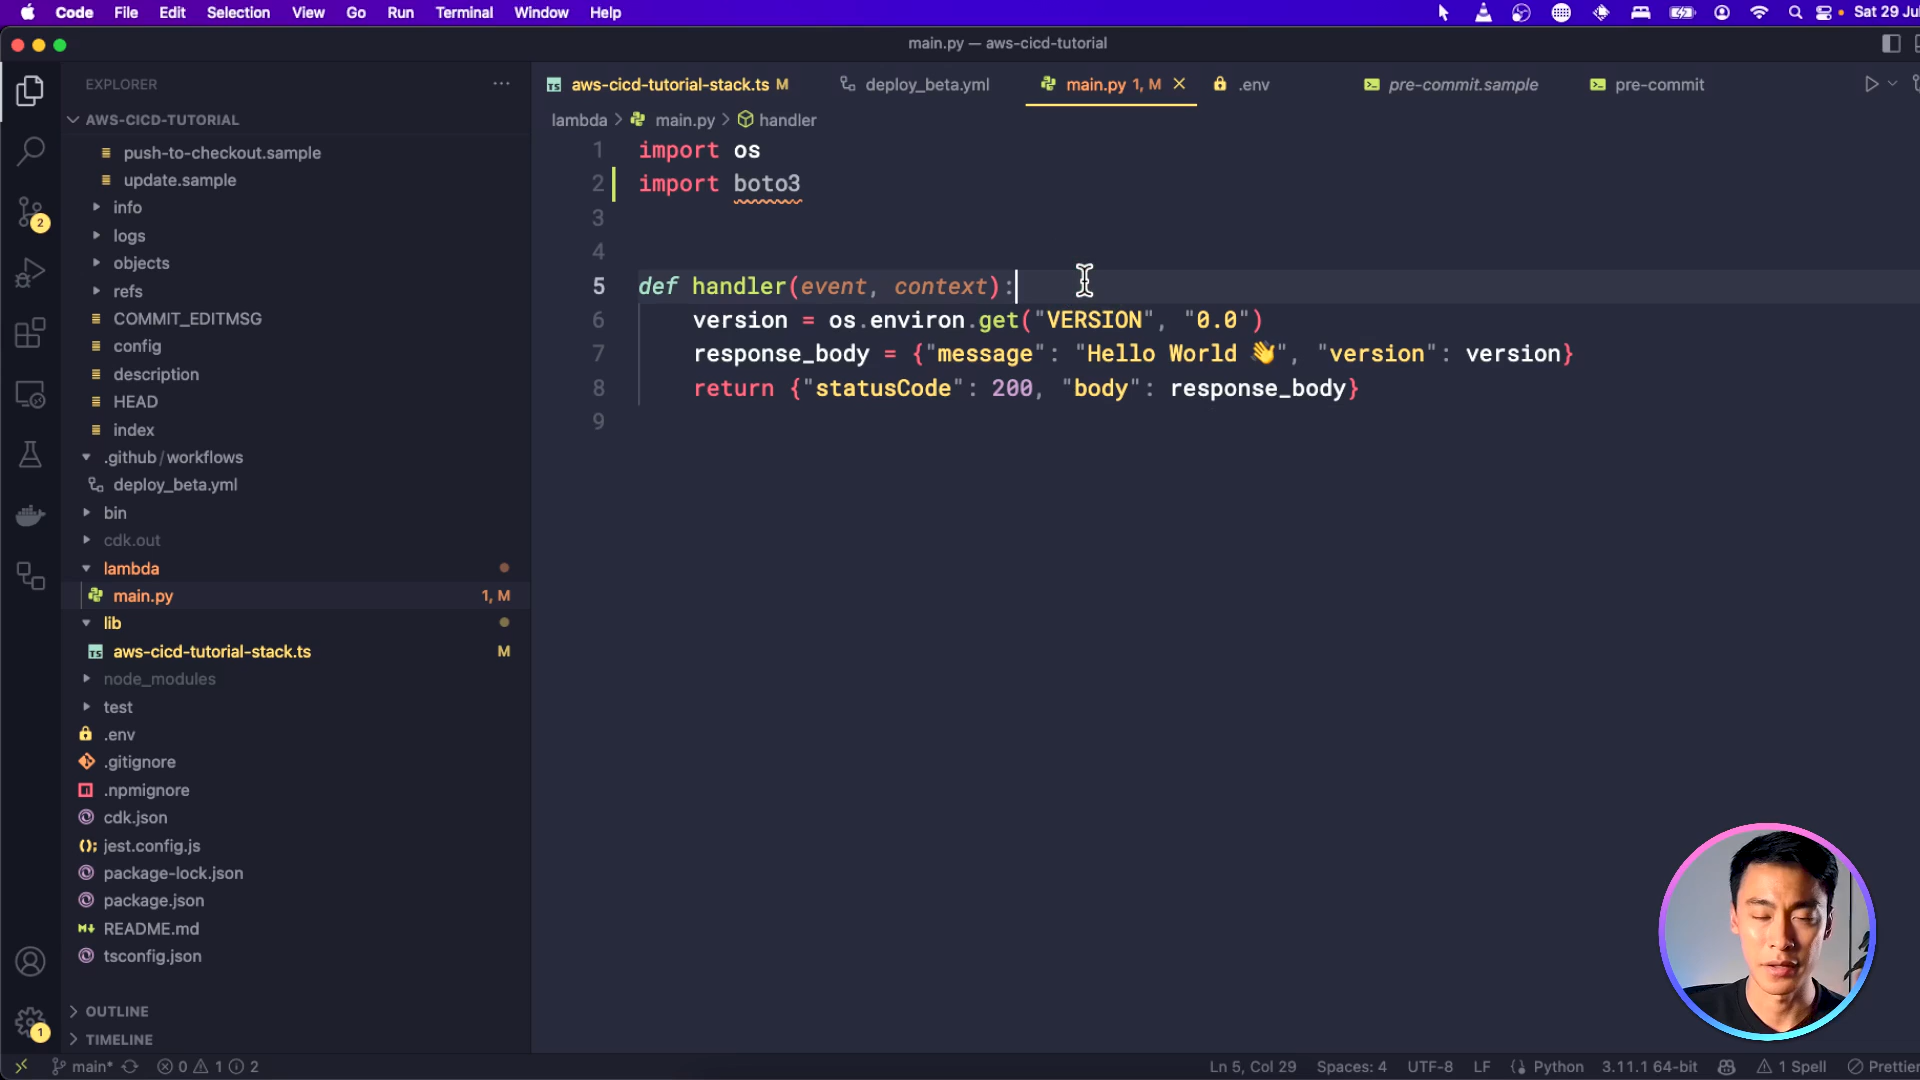 Code File Edit Selection View Go Run Terminal Window Help
Sat 29 Jul
main.py — aws-cicd-tutorial
EXPLORER
AWS-CICD-TUTORIAL
push-to-checkout.sample
update.sample
info
logs
objects
refs
COMMIT_EDITMSG
config
description
HEAD
index
.github/workflows
deploy_beta.yml
bin
cdk.out
lambda
main.py 1, M
lib
aws-cicd-tutorial-stack.ts M
node_modules
test
.env
.gitignore
.npmignore
cdk.json
jest.config.js
package-lock.json
package.json
README.md
tsconfig.json
OUTLINE
TIMELINE
2
1
aws-cicd-tutorial-stack.ts M deploy_beta.yml main.py 1, M .env pre-commit.sample pre-commit
lambda > main.py > handler
1 import os
2 import boto3
3
4
5 def handler(event, context):
6 version = os.environ.get("VERSION", "0.0")
7 response_body = {"message": "Hello World 👋", "version": version}
8 return {"statusCode": 200, "body": response_body}
9
main* 0 1 2 Ln 5, Col 29 Spaces: 4 UTF-8 LF Python 3.11.1 64-bit 1 Spell